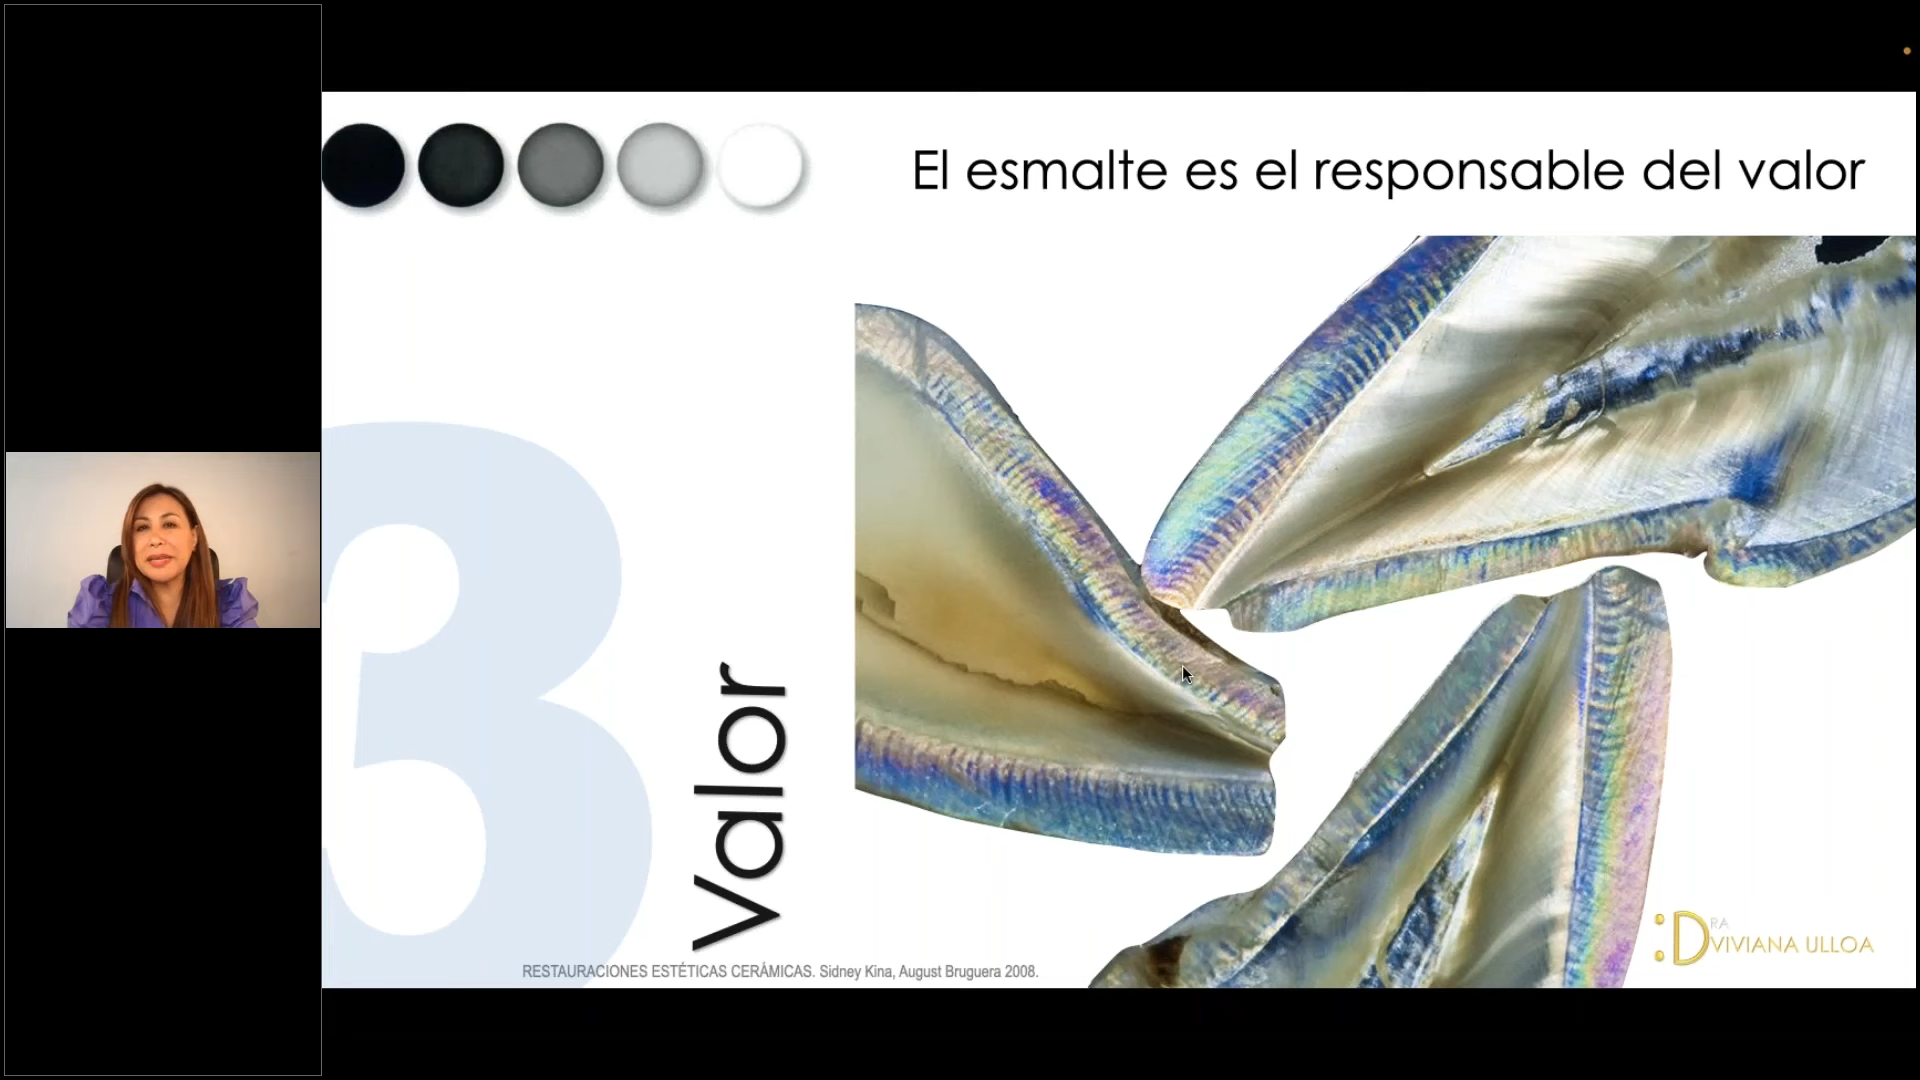 El esmalte es el responsable del valor
3
Valor
RESTAURACIONES ESTÉTICAS CERÁMICAS. Sidney Kina, August Bruguera 2008.
:DRA VIVIANA ULLOA